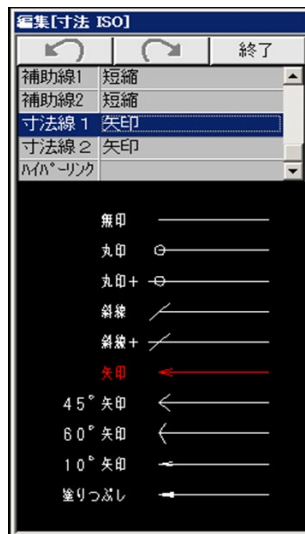 編集[寸法 ISO]
終了
補助線1 短縮
補助線2 短縮
寸法線1 矢印
寸法線2 矢印
ﾊｲﾊﾟｰﾘﾝｸ
無印
丸印
丸印+
斜線
斜線+
矢印
45°矢印
60°矢印
10°矢印
塗りつぶし